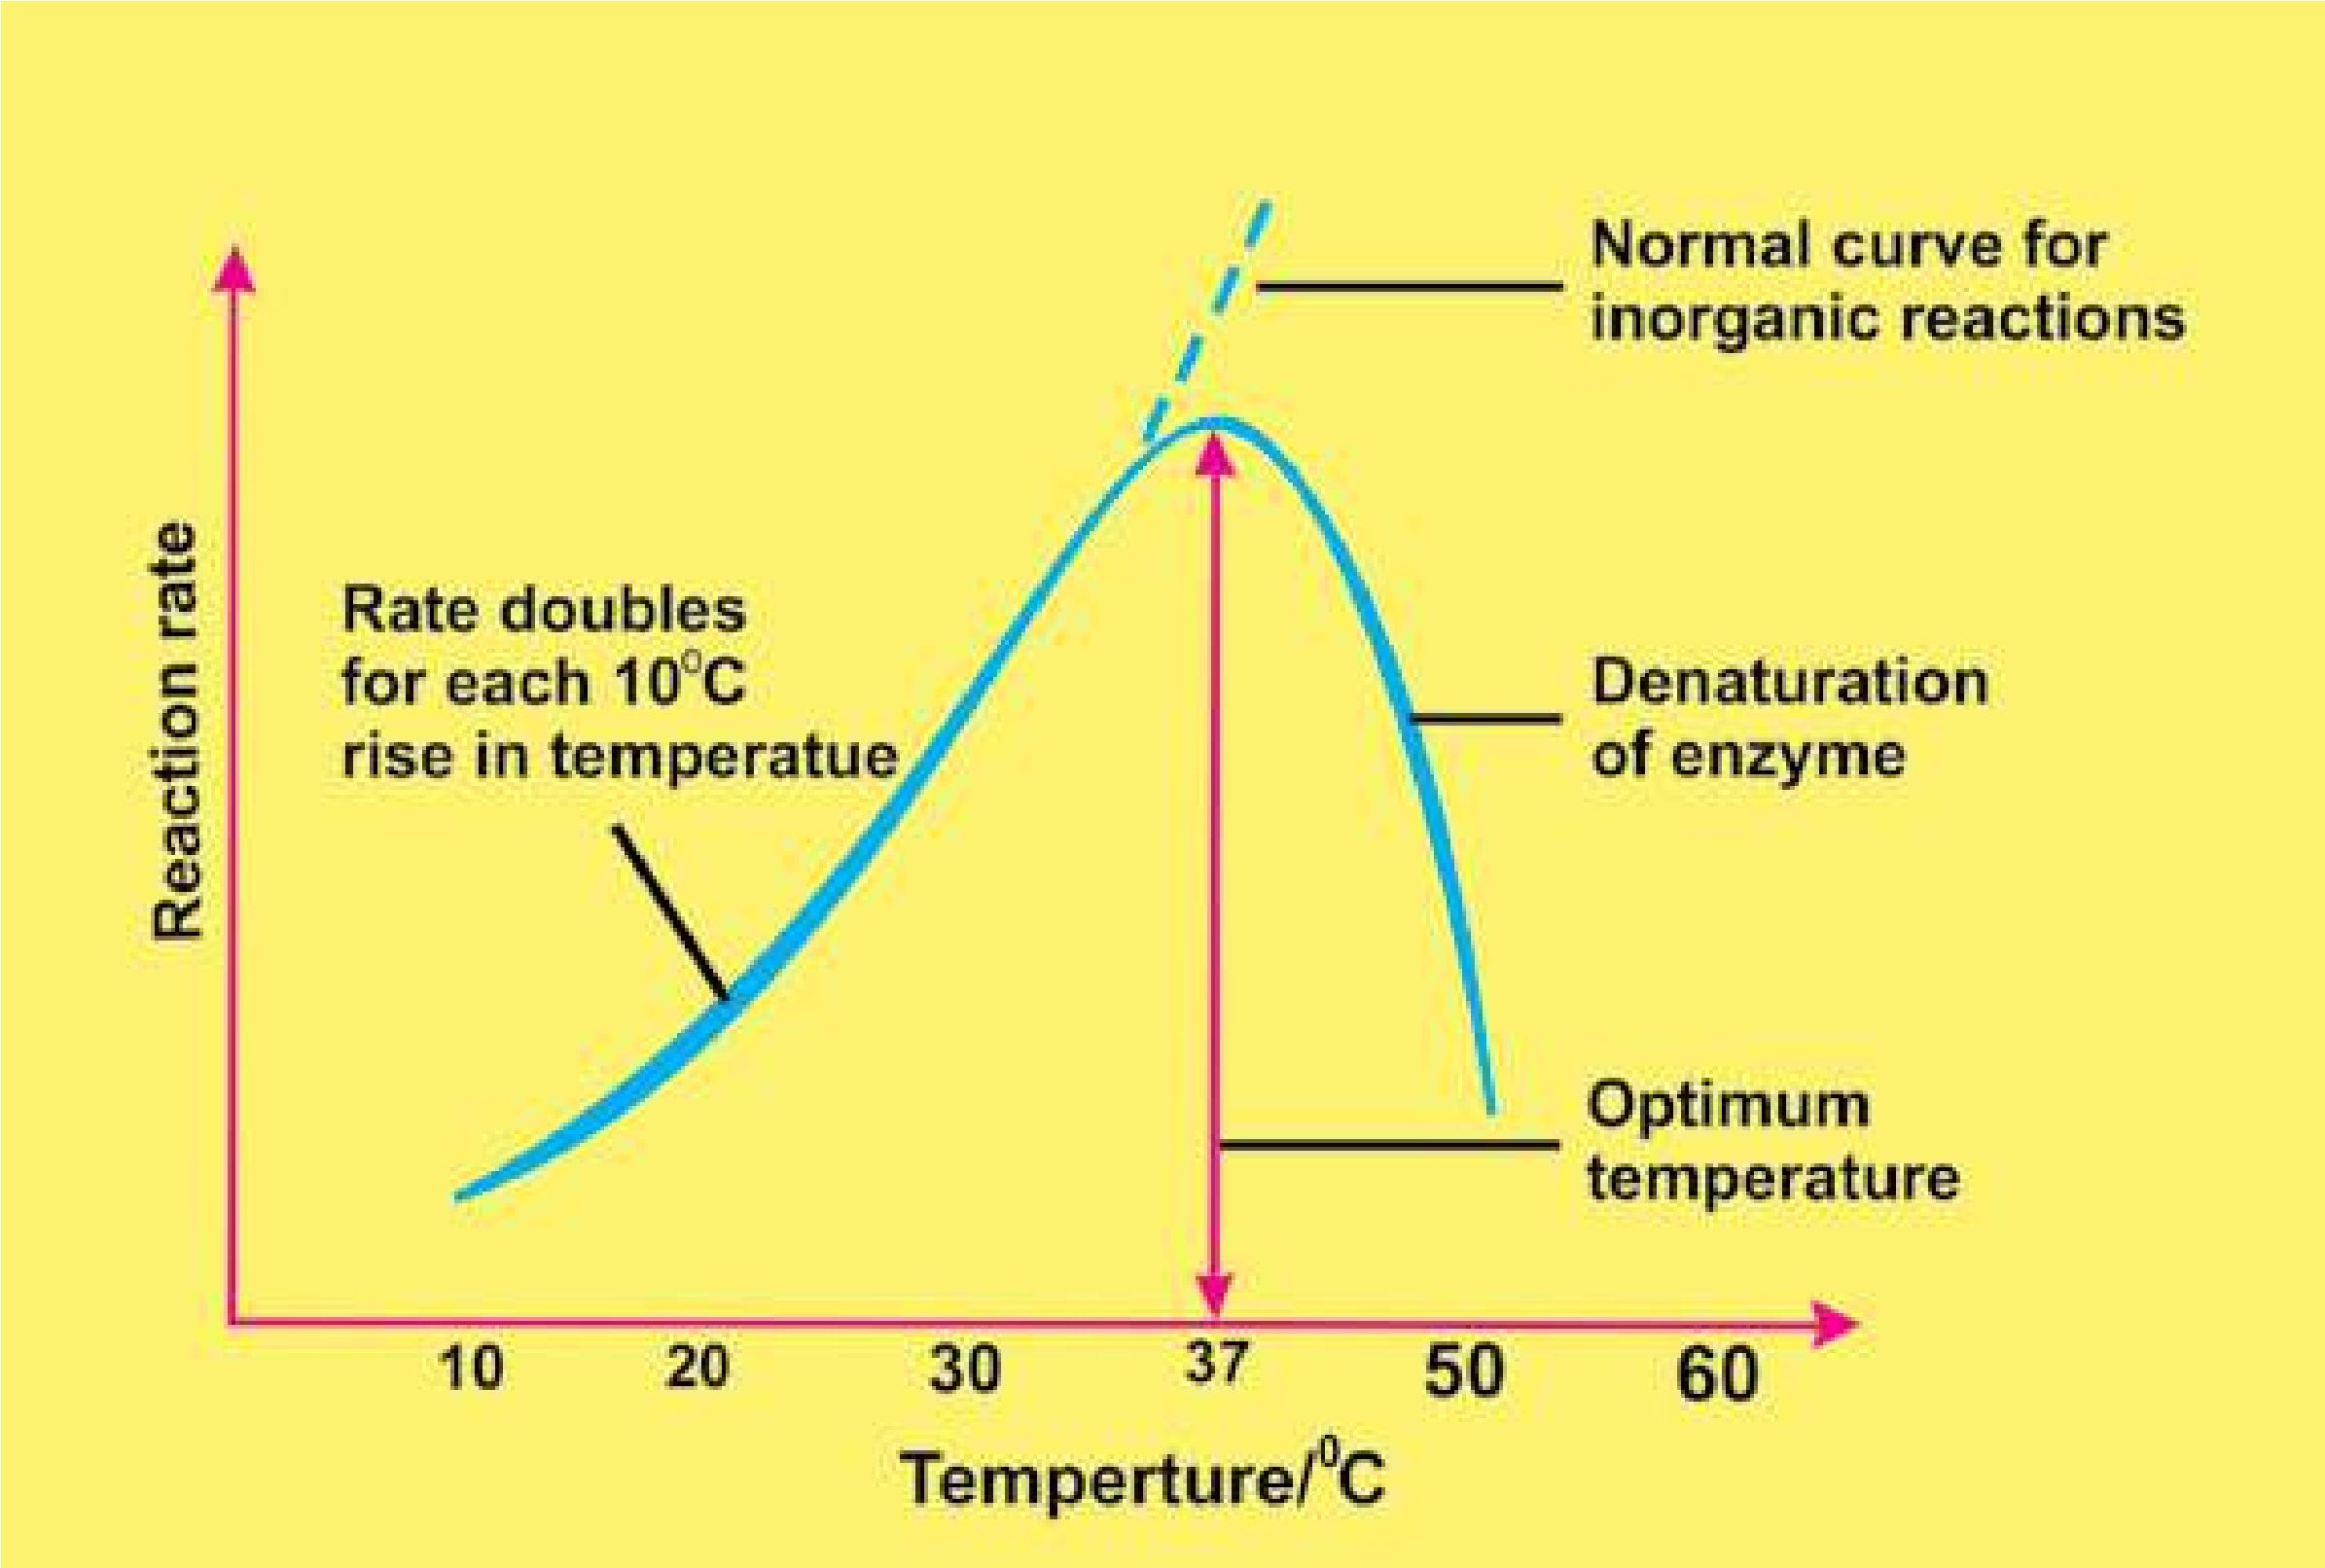 Normal curve for
inorganic reactions
Reaction rate
Rate doubles
for each 10°C
rise in temperatue
Denaturation
of enzyme
Optimum
temperature
10 20 30 37 50 60
Temperture/⁰C